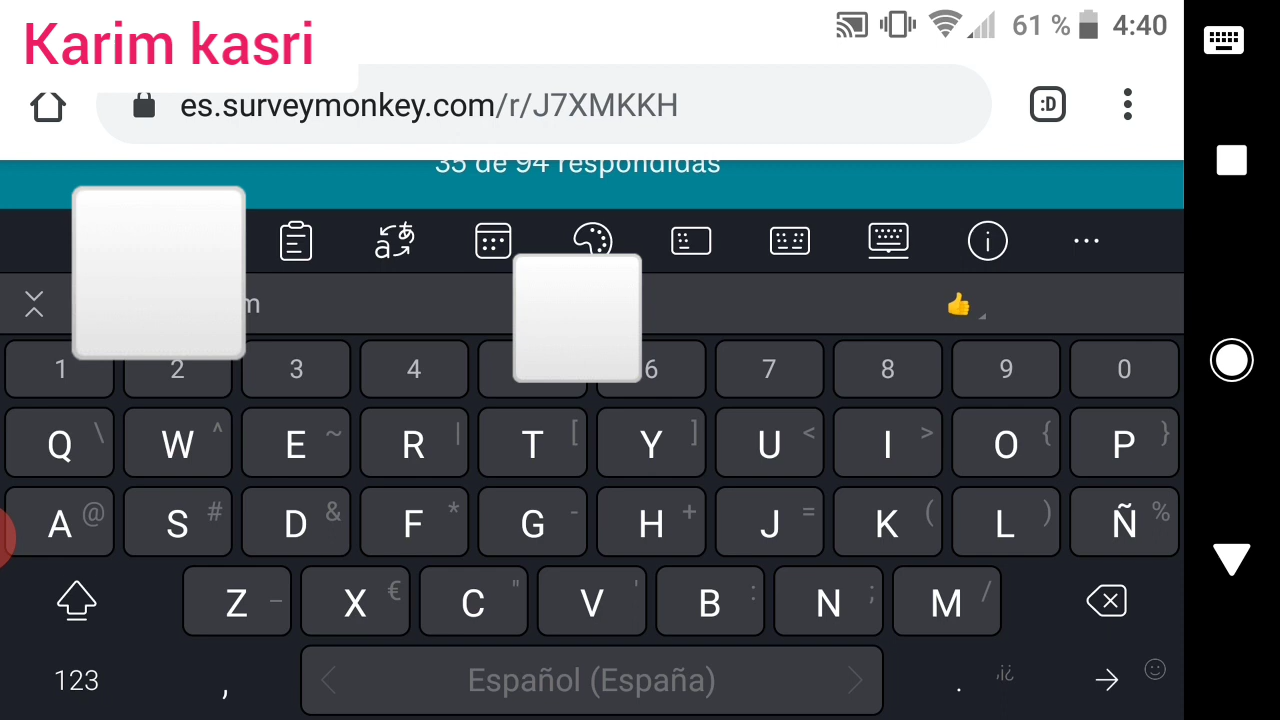 Karim kasri
61 % 4:40
es.surveymonkey.com/r/J7XMKKH
:D
35 de 94 respondidas
m
1 2 3 4 6 7 8 9 0
Q \ W ^ E ~ R | T [ Y ] U < I > O { P }
A @ S # D & F * G - H + J = K ( L ) Ñ %
Z _ X € C " V ' B : N ; M /
123 , Español (España) . ,¡¿